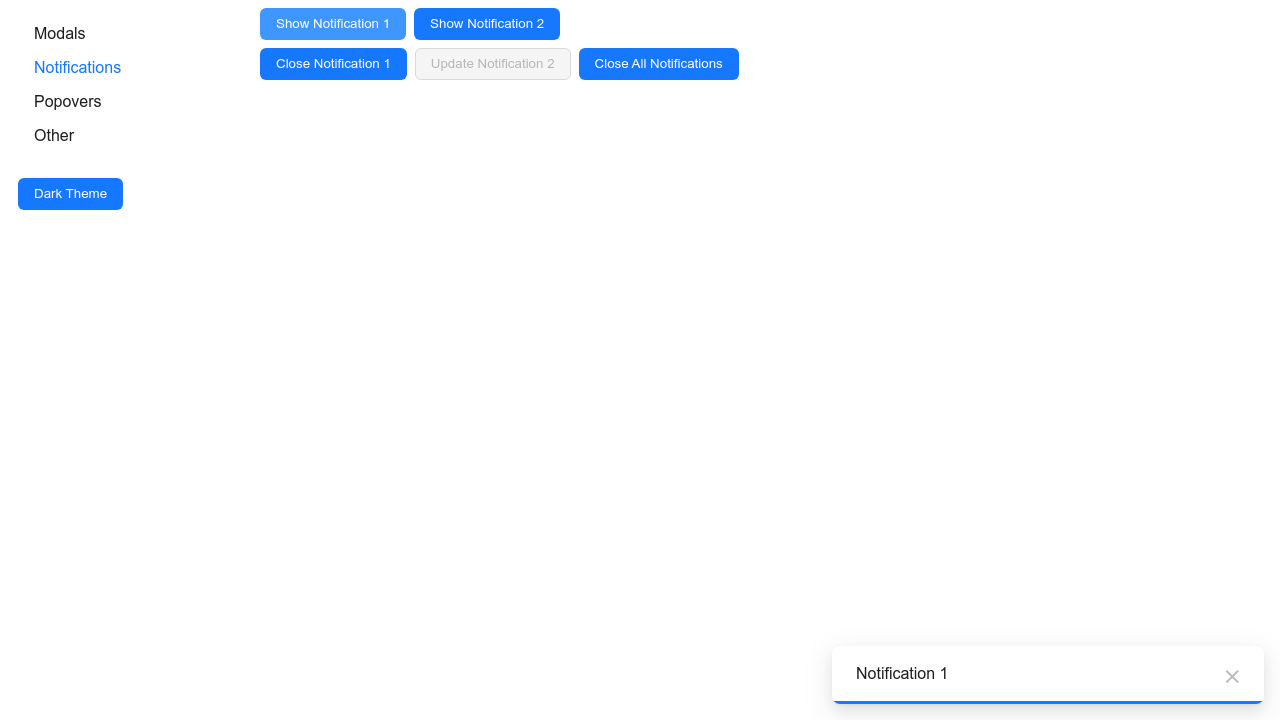 Modals
Notifications
Popovers
Other
Dark Theme
Show Notification 1
Show Notification 2
Close Notification 1
Update Notification 2
Close All Notifications
Notification 1